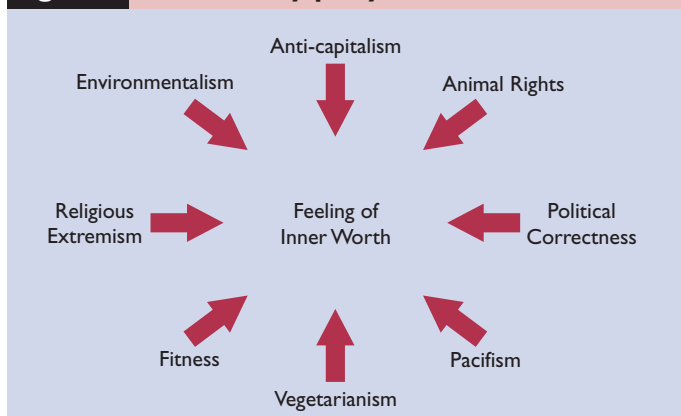 Anti-capitalism
Environmentalism
Animal Rights
Religious
Extremism
Feeling of
Inner Worth
Political
Correctness
Fitness
Pacifism
Vegetarianism